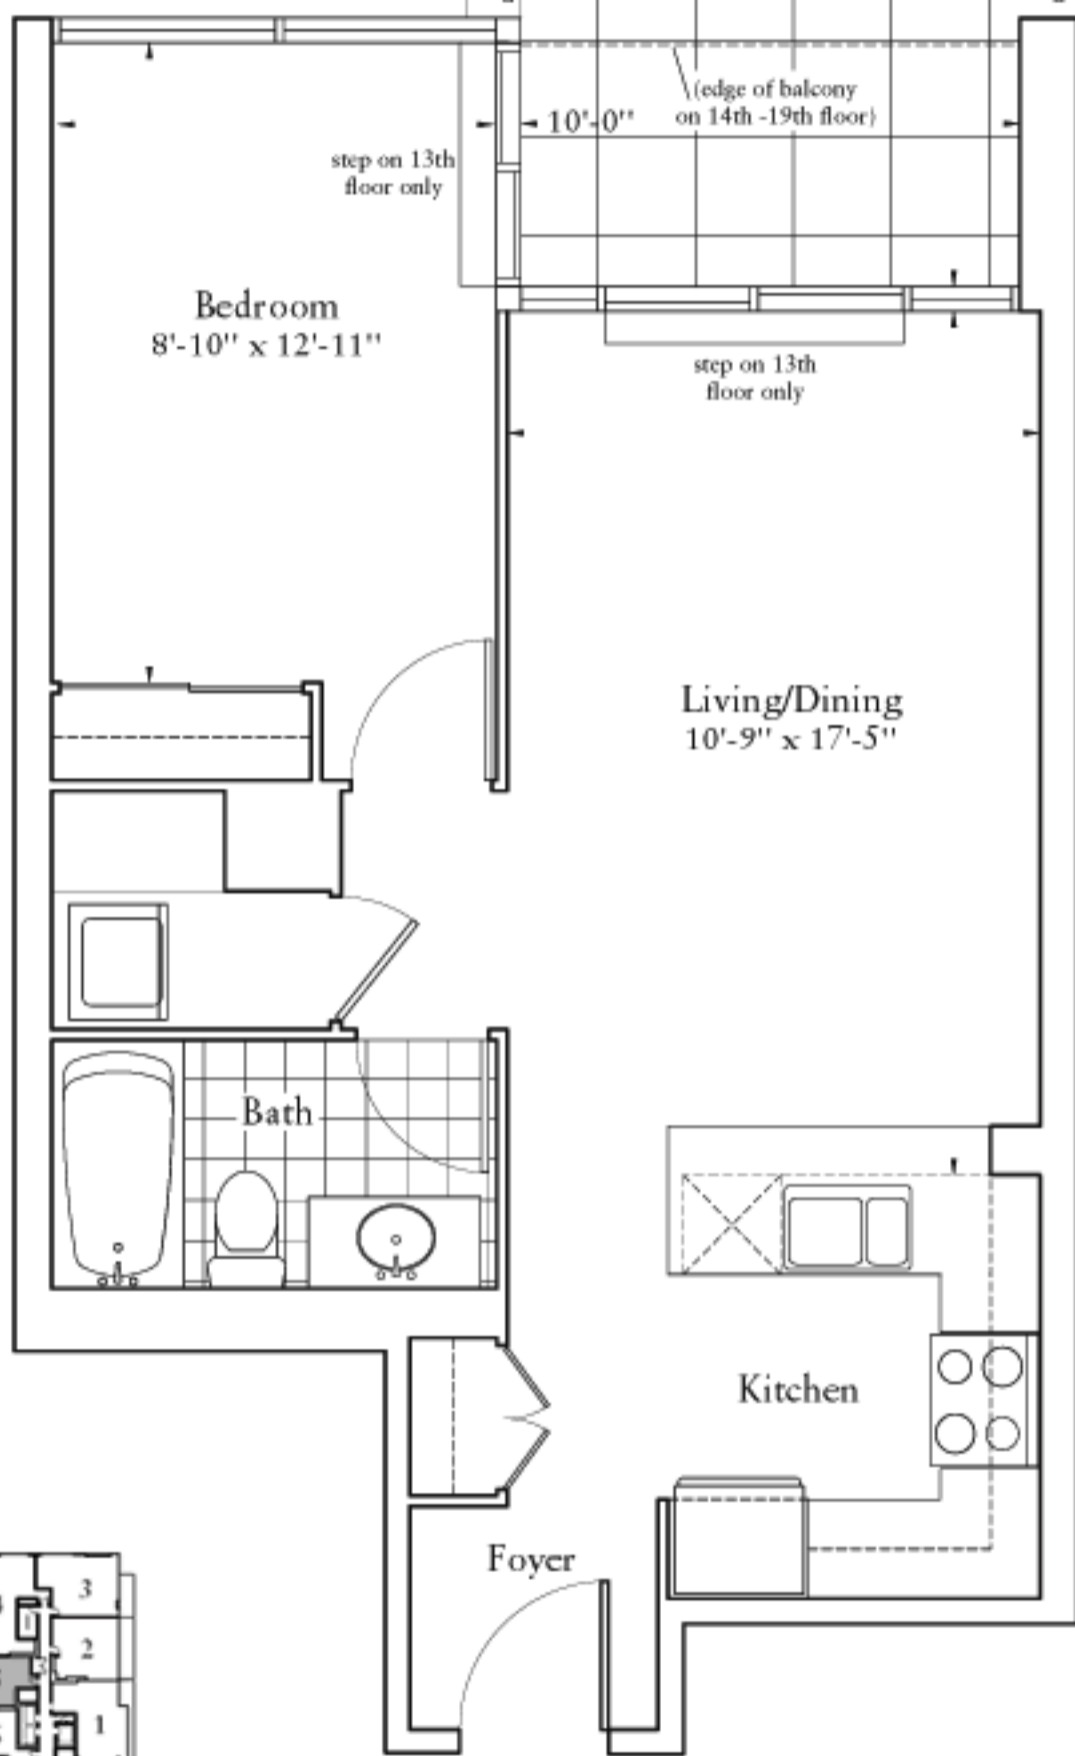 (edge of balcony
on 14th -19th floor)
10'-0"
step on 13th
floor only
Bedroom
8'-10" x 12'-11"
step on 13th
floor only
Living/Dining
10'-9" x 17'-5"
Bath
Kitchen
Foyer
3
2
1